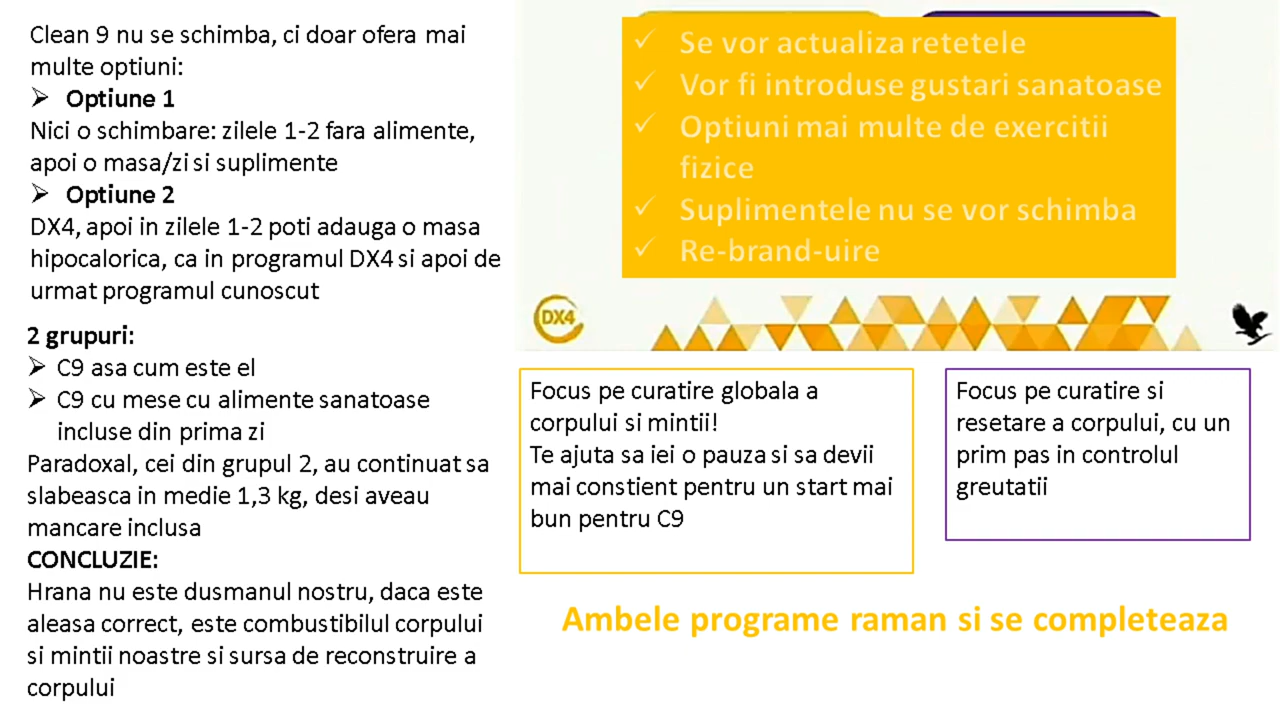 Clean 9 nu se schimba, ci doar ofera mai
multe optiuni:
➢ Optiune 1
Nici o schimbare: zilele 1-2 fara alimente,
apoi o masa/zi si suplimente
➢ Optiune 2
DX4, apoi in zilele 1-2 poti adauga o masa
hipocalorica, ca in programul DX4 si apoi de
urmat programul cunoscut
2 grupuri:
➢ C9 asa cum este el
➢ C9 cu mese cu alimente sanatoase
incluse din prima zi
Paradoxal, cei din grupul 2, au continuat sa
slabeasca in medie 1,3 kg, desi aveau
mancare inclusa
CONCLUZIE:
Hrana nu este dusmanul nostru, daca este
aleasa corect, este combustibilul corpului
si mintii noastre si sursa de reconstruire a
corpului
✓ Se vor actualiza retetele
✓ Vor fi introduse gustari sanatoase
✓ Optiuni mai multe de exercitii
fizice
✓ Suplimentele nu se vor schimba
✓ Re-brand-uire
DX4
Focus pe curatire globala a
corpului si mintii!
Te ajuta sa iei o pauza si sa devii
mai constient pentru un start mai
bun pentru C9
Focus pe curatire si
resetare a corpului, cu un
prim pas in controlul
greutatii
Ambele programe raman si se completeaza